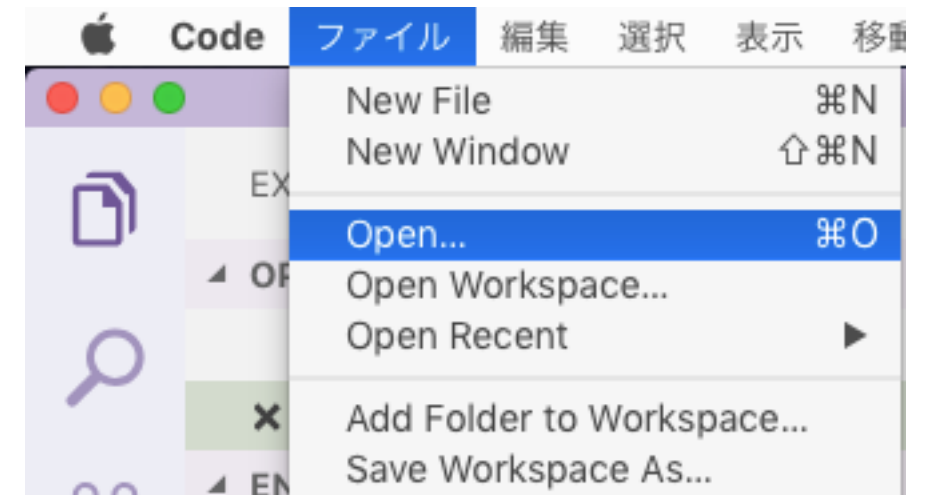 Code ファイル 編集 選択 表示
New File ⌘N
New Window ⇧⌘N
Open... ⌘O
Open Workspace...
Open Recent ▶
Add Folder to Workspace...
Save Workspace As...